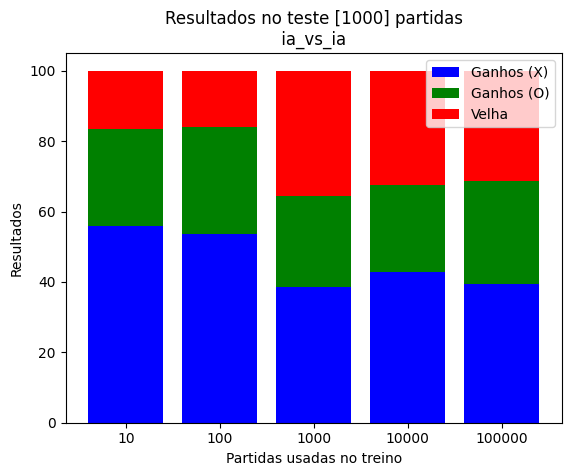 Resultados no teste [1000] partidas
ia_vs_ia
Ganhos (X)
Ganhos (O)
Velha
Resultados
100
80
60
40
20
0
10 100 1000 10000 100000
Partidas usadas no treino